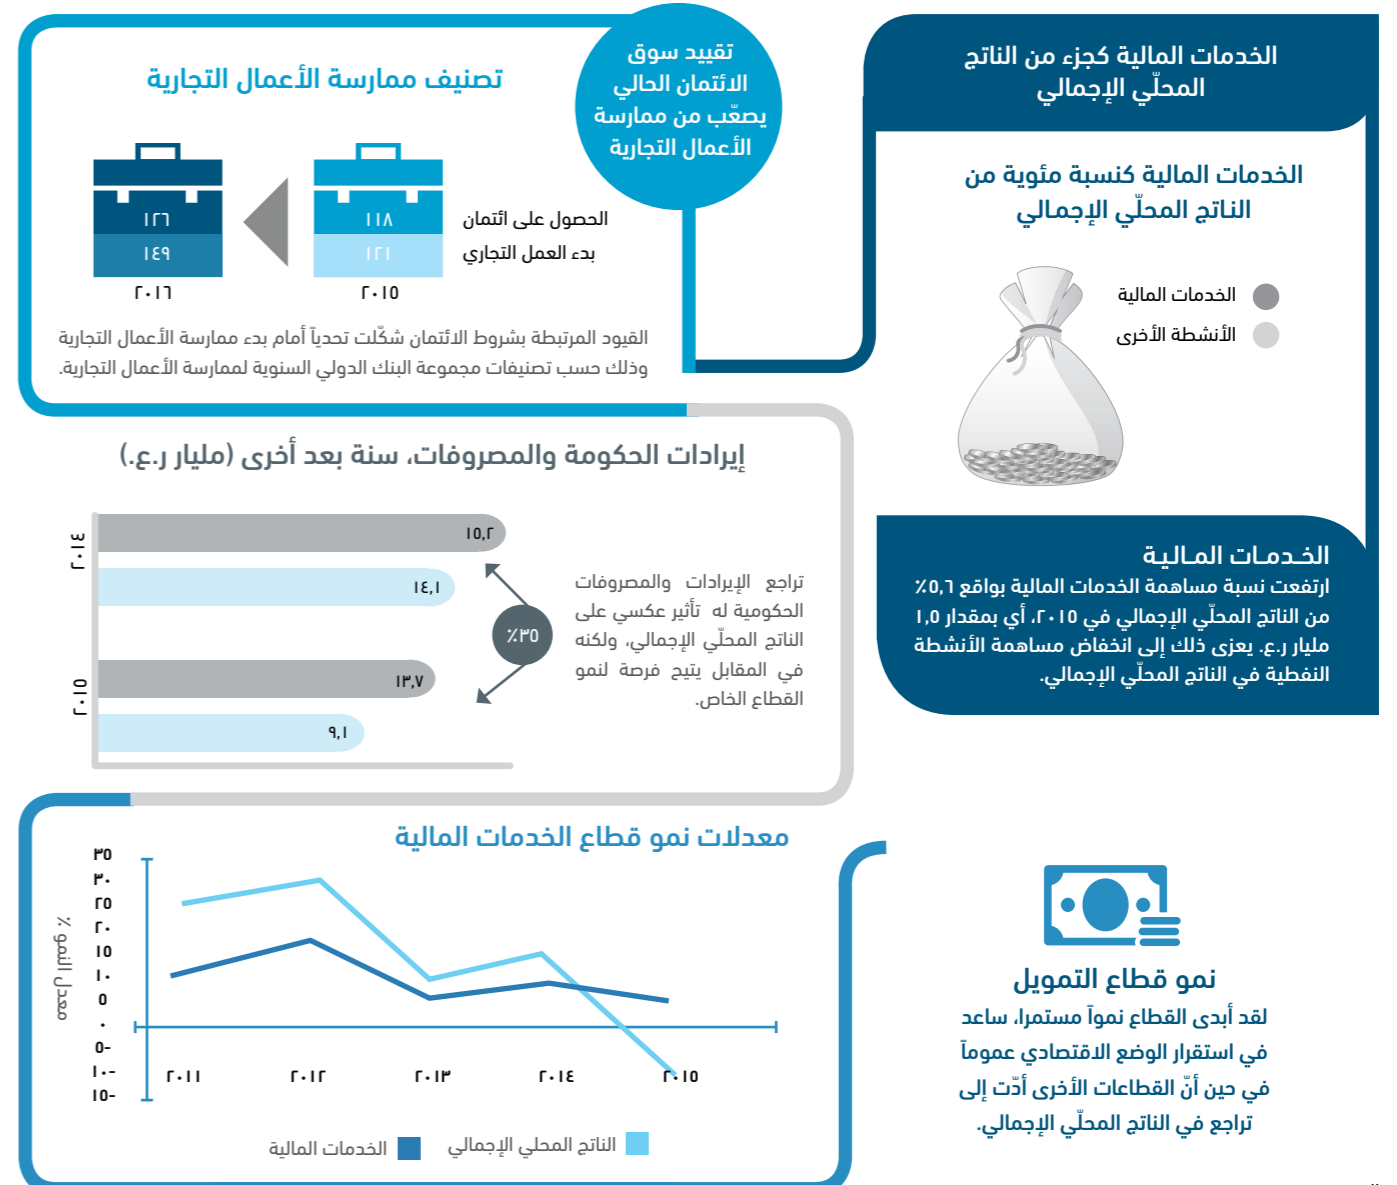 الخدمات المالية كجزء من الناتج
المحلّي الإجمالي
الخدمات المالية كنسبة مئوية من
الناتج المحلّي الإجمالي
الخدمات المالية
الأنشطة الأخرى
الخـدمـات المـالـيـة
ارتفعت نسبة مساهمة الخدمات المالية بواقع ٥,٦٪
من الناتج المحلّي الإجمالي في ٢٠١٥، أي بمقدار ١,٥
مليار ر.ع. يعزى ذلك إلى انخفاض مساهمة الأنشطة
النفطية في الناتج المحلّي الإجمالي.
تقييد سوق
الائتمان الحالي
يصعّب من ممارسة
الأعمال التجارية
تصنيف ممارسة الأعمال التجارية
الحصول على ائتمان ١١٨ ١٢٦
بدء العمل التجاري ١٢١ ١٤٩
٢٠١٥ ٢٠١٦
القيود المرتبطة بشروط الائتمان شكّلت تحدياً أمام بدء ممارسة الأعمال التجارية
وذلك حسب تصنيفات مجموعة البنك الدولي السنوية لممارسة الأعمال التجارية.
إيرادات الحكومة والمصروفات، سنة بعد أخرى (مليار ر.ع.)
٢٠١٤
١٥,٢
١٤,١
٢٠١٥
١٣,٧
٩,١
٣٥٪
تراجع الإيرادات والمصروفات
الحكومية له تأثير عكسي على
الناتج المحلّي الإجمالي، ولكنه
في المقابل يتيح فرصة لنمو
القطاع الخاص.
نمو قطاع التمويل
لقد أبدى القطاع نمواً مستمرا، ساعد
في استقرار الوضع الاقتصادي عموماً
في حين أنّ القطاعات الأخرى أدّت إلى
تراجع في الناتج المحلّي الإجمالي.
معدلات نمو قطاع الخدمات المالية
معدل النمو ٪
٣٥
٣٠
٢٥
٢٠
١٥
١٠
٥
٠
-٥
-١٠
-١٥
٢٠١١ ٢٠١٢ ٢٠١٣ ٢٠١٤ ٢٠١٥
الناتج المحلي الإجمالي
الخدمات المالية